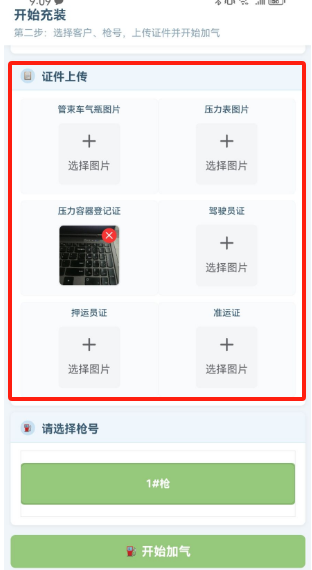 9:09
开始充装
第二步：选择客户、枪号，上传证件并开始加气
证件上传
管束车气瓶图片
压力表图片
选择图片
选择图片
压力容器登记证
驾驶员证
选择图片
押运员证
准运证
选择图片
选择图片
请选择枪号
1#枪
开始加气